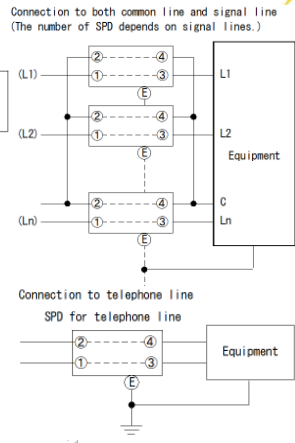 Connection to both common line and signal line
(The number of SPD depends on signal lines.)
② ④
(L1) ① ③ L1
Ⓔ
② ④
(L2) ① ③ L2
Ⓔ
Equipment
② ④ C
(Ln) ① ③ Ln
Ⓔ
Connection to telephone line
SPD for telephone line
② ④
Equipment
① ③
Ⓔ